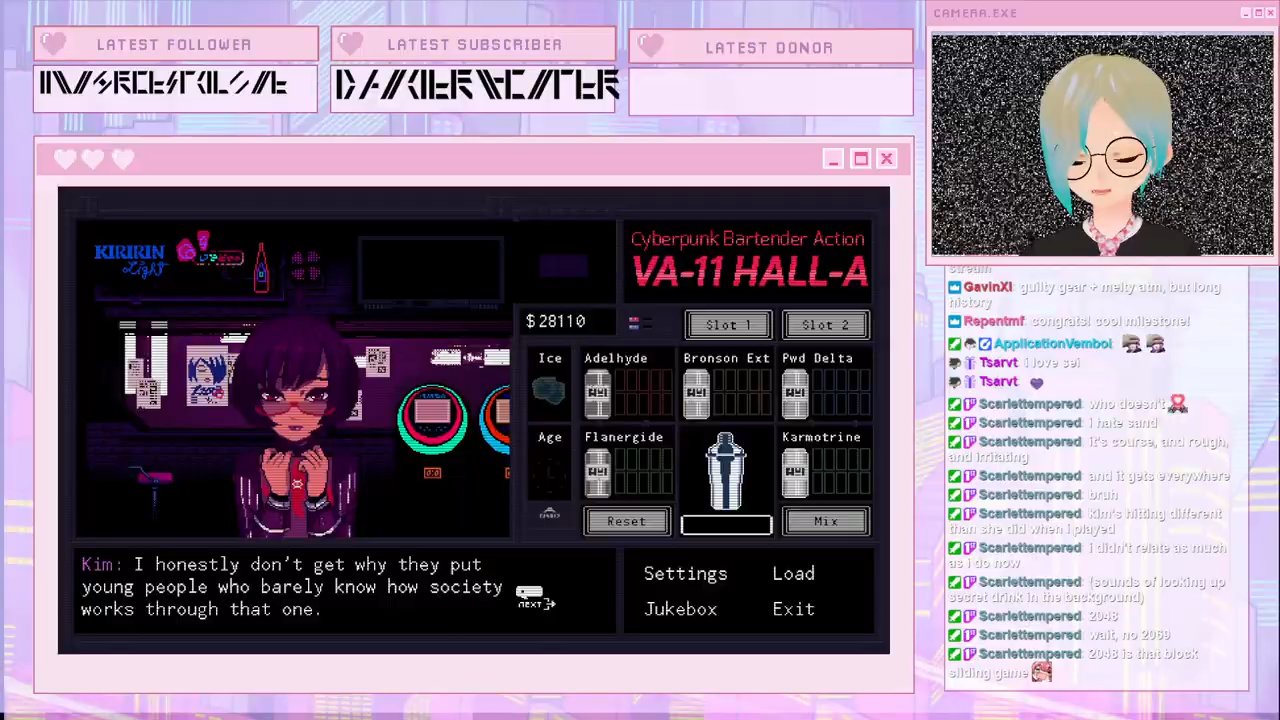 LATEST FOLLOWER
LATEST SUBSCRIBER
LATEST DONOR
CAMERA.EXE
KIRIRIN
Light
Cyberpunk Bartender Action
VA-11 HALL-A
$28110
Slot 1
Slot 2
Ice
Adelhyde
Bronson Ext
Pwd Delta
Age
Flanergide
Karmotrine
Reset
Mix
Kim: I honestly don't get why they put
young people who barely know how society
works through that one.
NEXT
Settings
Load
Jukebox
Exit
stream
GavinXI: guilty gear + melty atm, but long
history
Repentmf: congrats! cool milestone!
ApplicationVembol
Tsarvt: i love sei
Tsarvt:
Scarlettempered: who doesn't
Scarlettempered: i hate sand
Scarlettempered: it's course, and rough,
and irritating
Scarlettempered: and it gets everywhere
Scarlettempered: bruh
Scarlettempered: Kim's hitting different
than she did when i played
Scarlettempered: i didn't relate as much
as i do now
Scarlettempered: (sounds of looking up
secret drink in the background)
Scarlettempered: 2048
Scarlettempered: wait, no 2069
Scarlettempered: 2048 is that block
sliding game